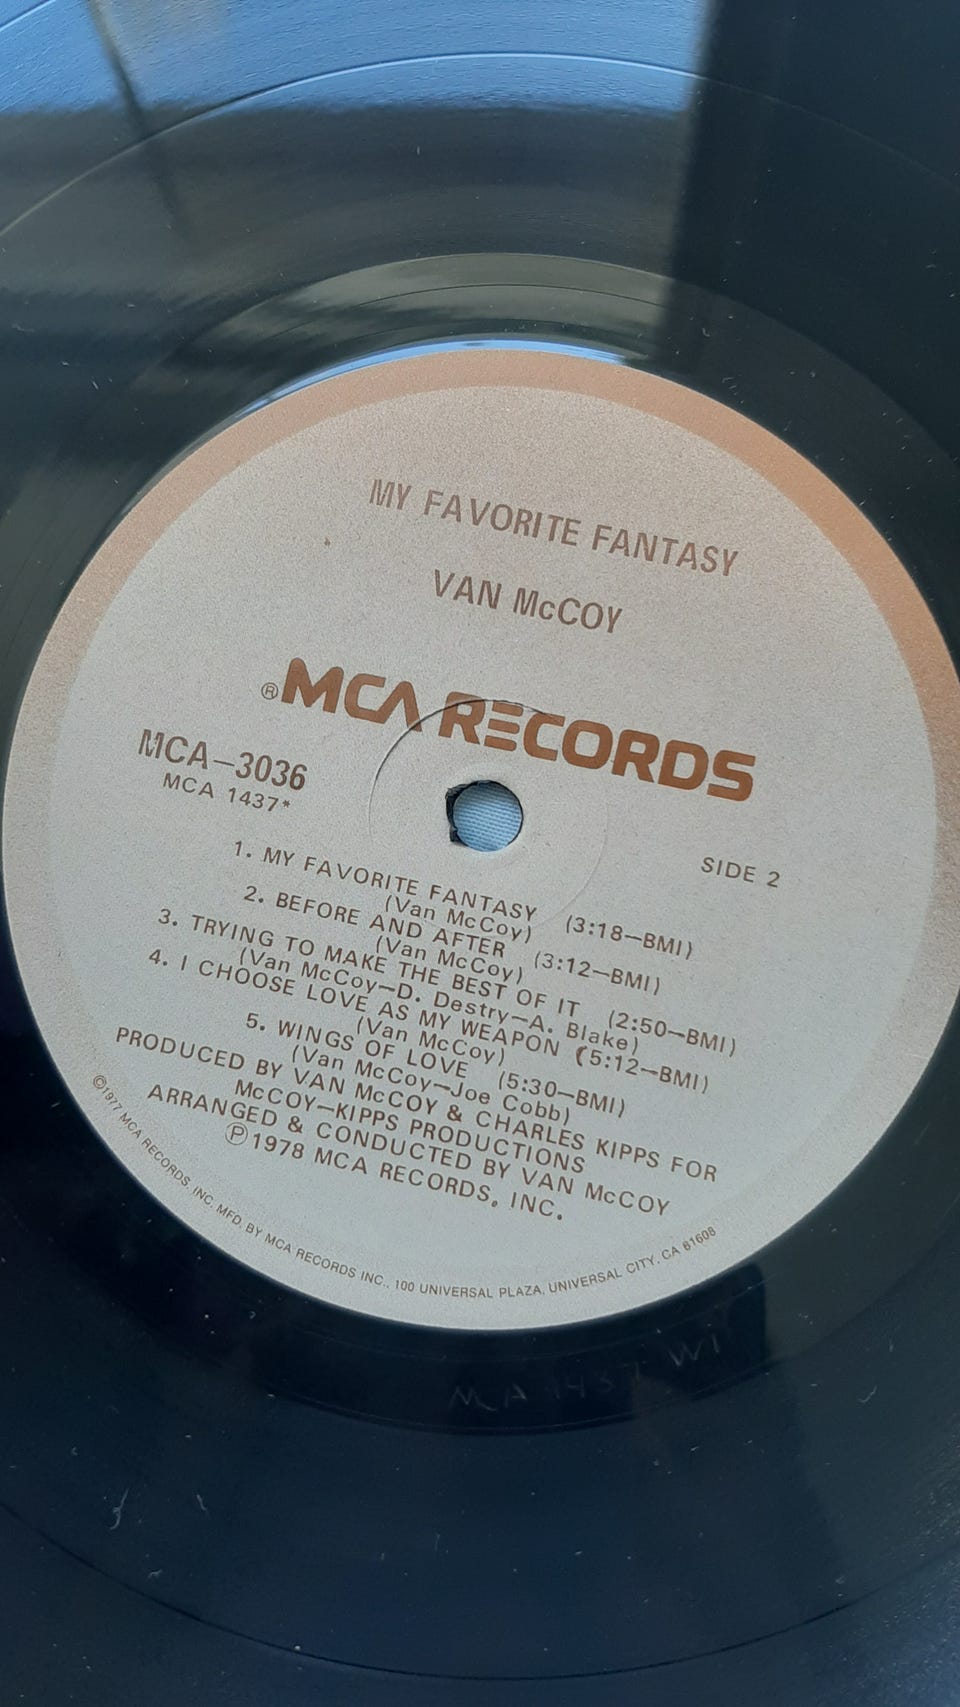 MY FAVORITE FANTASY
VAN McCOY
®MCA RECORDS
MCA-3036
MCA 1437*
SIDE 2
1. MY FAVORITE FANTASY (3:18-BMI)
(Van McCoy)
2. BEFORE AND AFTER (3:12-BMI)
(Van McCoy)
3. TRYING TO MAKE THE BEST OF IT (2:50-BMI)
(Van McCoy-D. Destry-A. Blake)
4. I CHOOSE LOVE AS MY WEAPON (5:12-BMI)
(Van McCoy)
5. WINGS OF LOVE (5:30-BMI)
(Van McCoy-Joe Cobb)
PRODUCED BY VAN McCOY & CHARLES KIPPS FOR
McCOY-KIPPS PRODUCTIONS
ARRANGED & CONDUCTED BY VAN McCOY
℗1978 MCA RECORDS, INC.
©1977 MCA RECORDS, INC. MFD. BY MCA RECORDS INC., 100 UNIVERSAL PLAZA, UNIVERSAL CITY, CA 61608
MCA 1437 W1